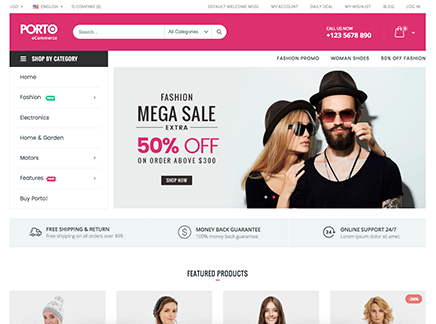 USD ENGLISH COMPARE (0) DEFAULT WELCOME MSG! MY ACCOUNT DAILY DEAL MY WISHLIST BLOG LOG IN
PORTO
eCommerce
Search... All Categories
CALL US NOW
+123 5678 890
0
SHOP BY CATEGORY
FASHION PROMO WOMAN SHOES 50% OFF FASHION
Home
Fashion
Electronics
Home & Garden
Motors
Features
Buy Porto!
FASHION
MEGA SALE
EXTRA
50% OFF
ON ORDER ABOVE $300
SHOP NOW
FREE SHIPPING & RETURN
Free shipping on all orders over $99.
MONEY BACK GUARANTEE
100% money back guarantee.
ONLINE SUPPORT 24/7
Lorem ipsum dolor sit amet.
FEATURED PRODUCTS